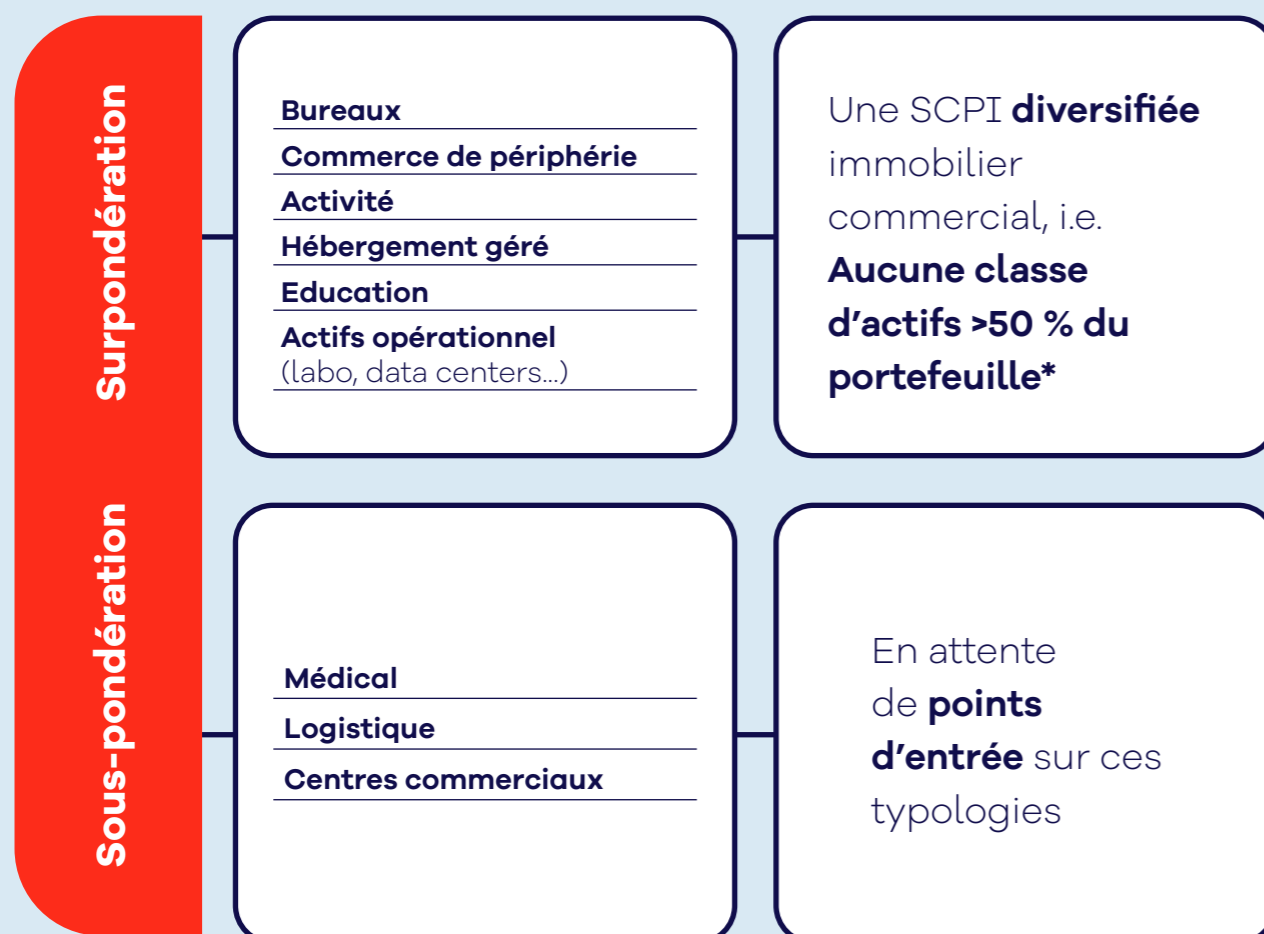 Surpondération
Bureaux
Commerce de périphérie
Activité
Hébergement géré
Education
Actifs opérationnel
(labo, data centers...)
Une SCPI diversifiée
immobilier
commercial, i.e.
Aucune classe
d'actifs >50 % du
portefeuille*
Sous-pondération
Médical
Logistique
Centres commerciaux
En attente
de points
d'entrée sur ces
typologies